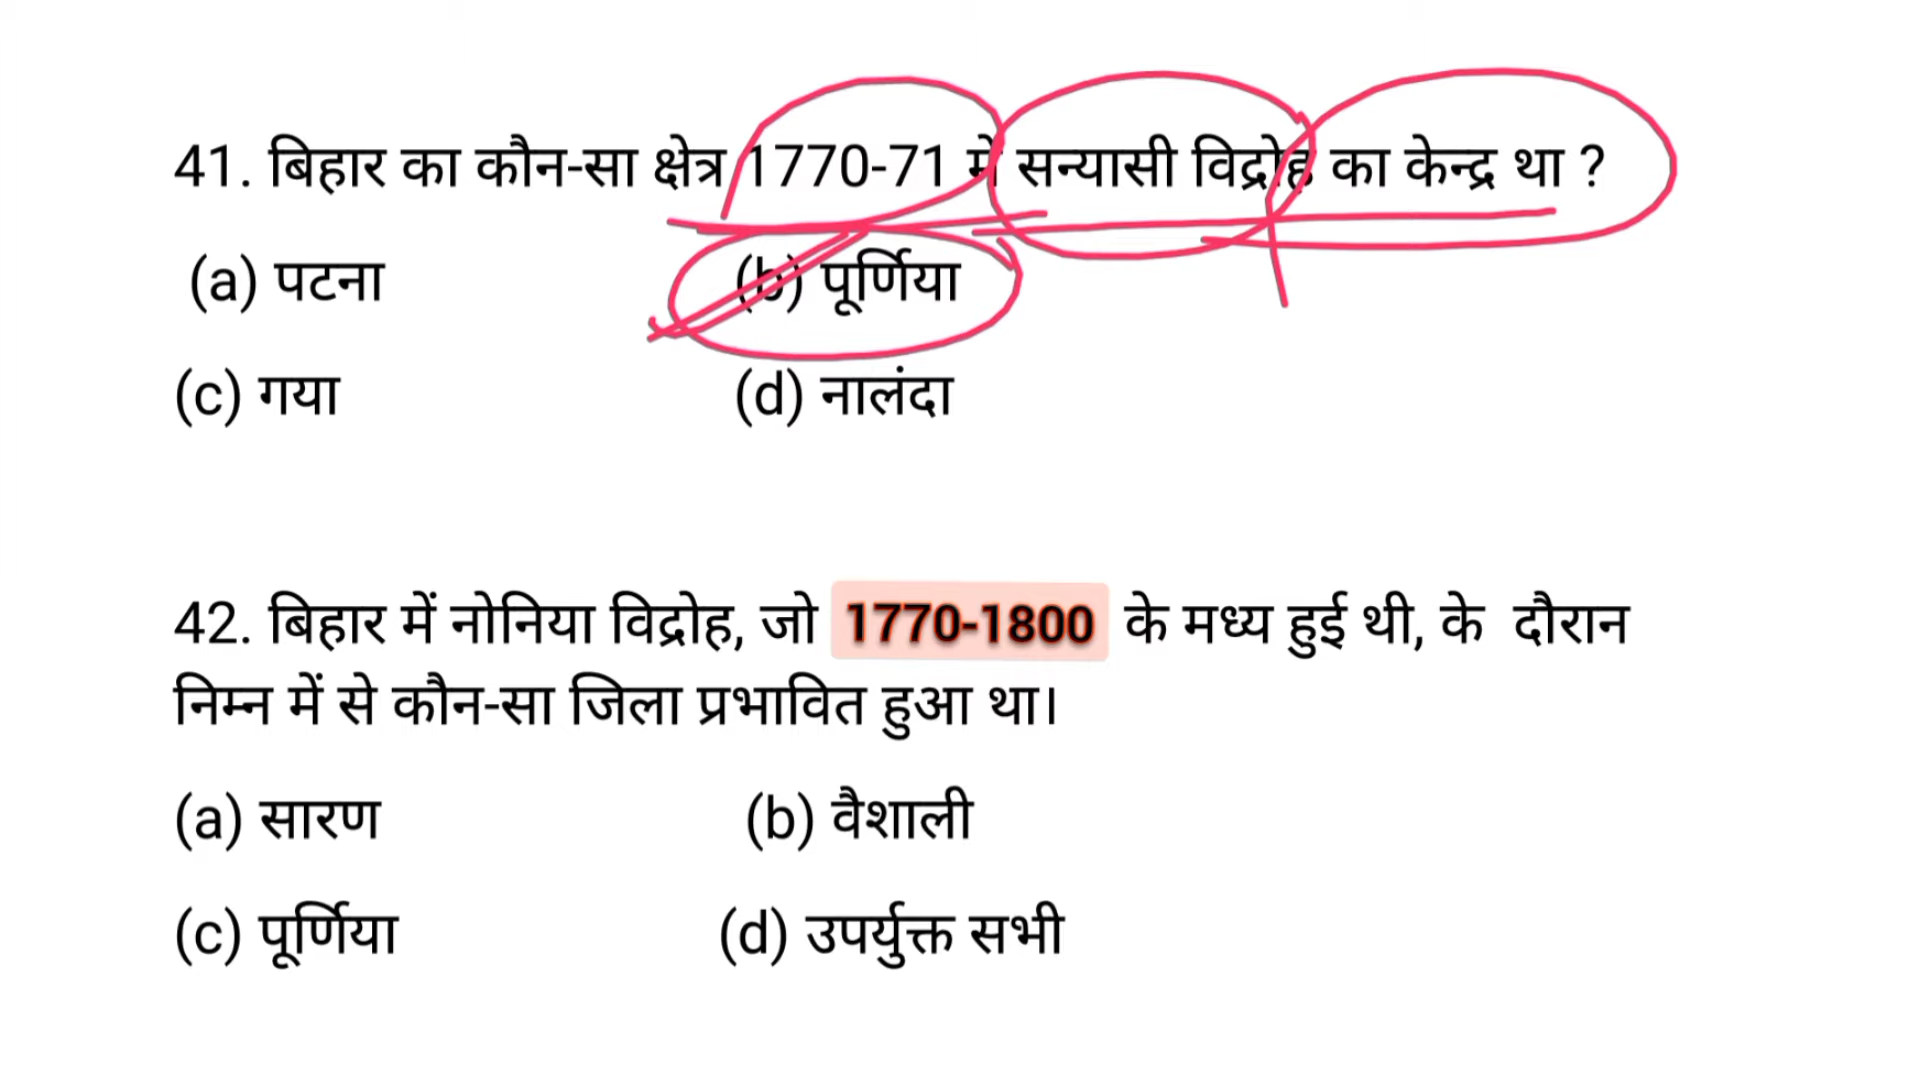 41. बिहार का कौन-सा क्षेत्र 1770-71 में सन्यासी विद्रोह का केन्द्र था ?
(a) पटना (b) पूर्णिया
(c) गया (d) नालंदा
42. बिहार में नोनिया विद्रोह, जो 1770-1800 के मध्य हुई थी, के दौरान
निम्न में से कौन-सा जिला प्रभावित हुआ था।
(a) सारण (b) वैशाली
(c) पूर्णिया (d) उपर्युक्त सभी